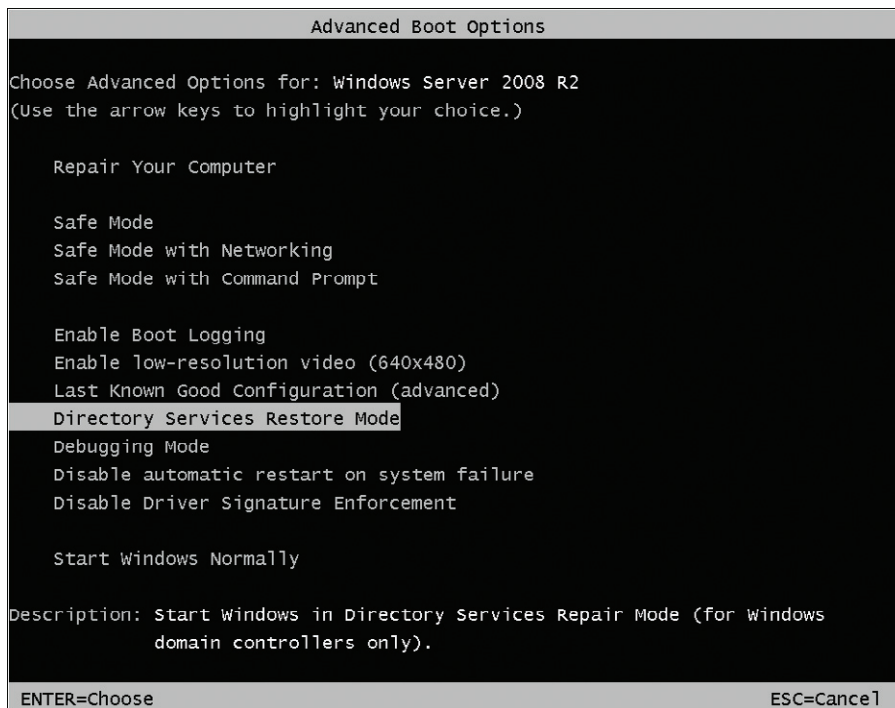 Advanced Boot Options
Choose Advanced Options for: Windows Server 2008 R2
(Use the arrow keys to highlight your choice.)
Repair Your Computer
Safe Mode
Safe Mode with Networking
Safe Mode with Command Prompt
Enable Boot Logging
Enable low-resolution video (640x480)
Last Known Good Configuration (advanced)
Directory Services Restore Mode
Debugging Mode
Disable automatic restart on system failure
Disable Driver Signature Enforcement
Start Windows Normally
Description: Start Windows in Directory Services Repair Mode (for Windows
domain controllers only).
ENTER=Choose ESC=Cancel